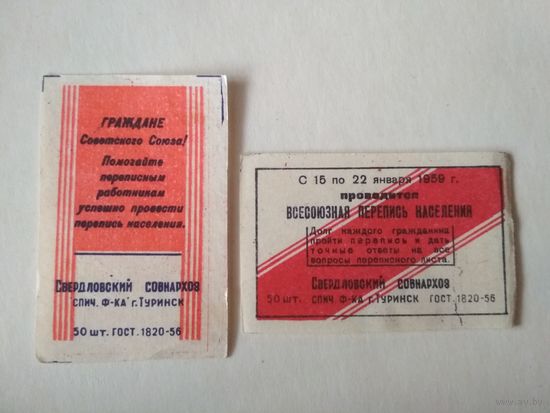 ГРАЖДАНЕ
Советского Союза!
Помогайте
переписным
работникам
успешно провести
перепись населения.
СВЕРДЛОВСКИЙ СОВНАРХОЗ
СПИЧ. Ф-КА г. ТУРИНСК
50 шт. ГОСТ. 1820-56
С 15 по 22 января 1959 г.
проводится
ВСЕСОЮЗНАЯ ПЕРЕПИСЬ НАСЕЛЕНИЯ
Долг каждого гражданина
пройти перепись и дать
точные ответы на все
вопросы переписного листа.
СВЕРДЛОВСКИЙ СОВНАРХОЗ
50 шт. СПИЧ. Ф-КА г. ТУРИНСК ГОСТ. 1820-56
av.by